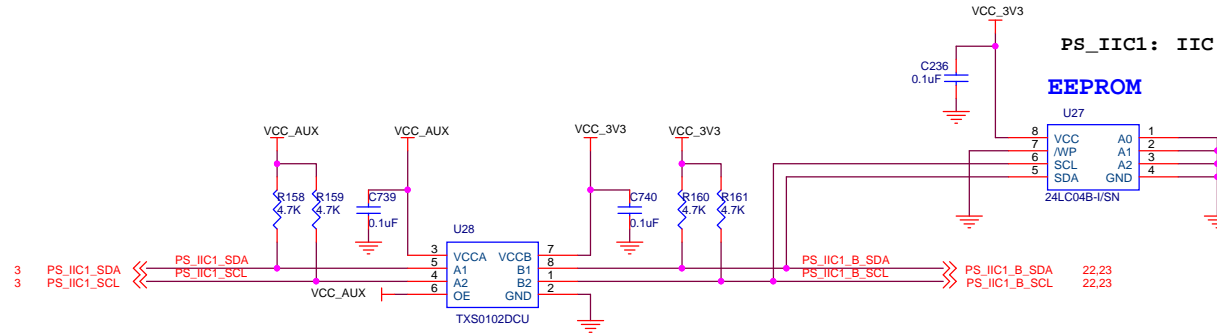 VCC_3V3
PS_IIC1: IIC
C236
0.1uF
EEPROM
U27
8 VCC A0 1
7 /WP A1 2
6 SCL A2 3
5 SDA GND 4
24LC04B-I/SN
VCC_AUX VCC_AUX VCC_3V3 VCC_3V3
R158 R159 C739 C740 R160 R161
4.7K 4.7K 0.1uF 0.1uF 4.7K 4.7K
U28
3 VCCA VCCB 7
3 PS_IIC1_SDA PS_IIC1_SDA 5 A1 B1 8 PS_IIC1_B_SDA PS_IIC1_B_SDA 22,23
3 PS_IIC1_SCL PS_IIC1_SCL 4 A2 B2 1 PS_IIC1_B_SCL PS_IIC1_B_SCL 22,23
VCC_AUX 6 OE GND 2
TXS0102DCU